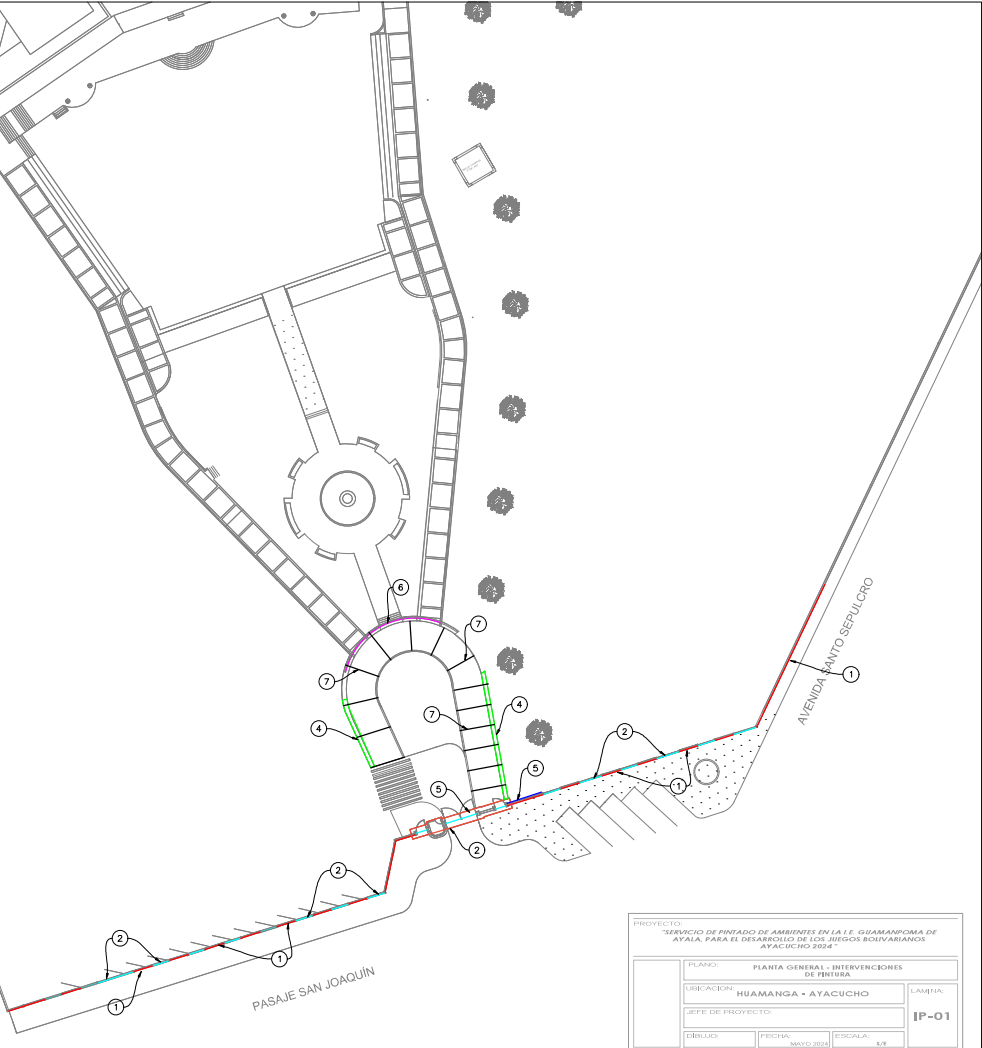 6
7
7
1
4
4
7
2
5
1
5
2
2
2
1
1
AVENIDA SANTO SEPULCRO
PASAJE SAN JOAQUÍN
PROYECTO:
"SERVICIO DE PINTADO DE AMBIENTES EN LA I.E. GUAMANPOMA DE
AYALA, PARA EL DESARROLLO DE LOS JUEGOS BOLIVARIANOS
AYACUCHO 2024"
PLANO: PLANTA GENERAL - INTERVENCIONES
DE PINTURA
UBICACIÓN: HUAMANGA - AYACUCHO
LAMINA:
JEFE DE PROYECTO:
IP-01
DIBUJO:
FECHA:
MAYO 2024
ESCALA:
S/E